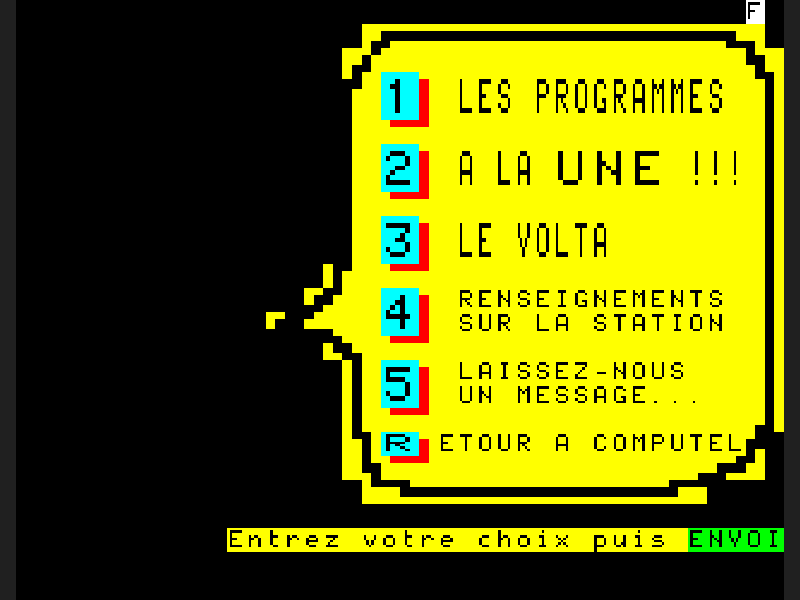 F
1 LES PROGRAMMES
2 A LA UNE !!!
3 LE VOLTA
4 RENSEIGNEMENTS
SUR LA STATION
5 LAISSEZ-NOUS
UN MESSAGE...
RETOUR A COMPUTEL
Entrez votre choix puis ENVOI